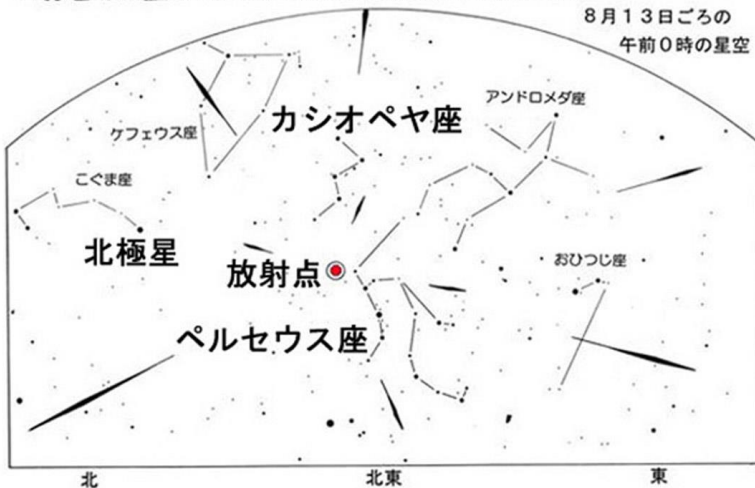 8月13日ごろの
午前0時の星空
アンドロメダ座
カシオペヤ座
ケフェウス座
こぐま座
北極星
放射点
おひつじ座
ペルセウス座
北
北東
東